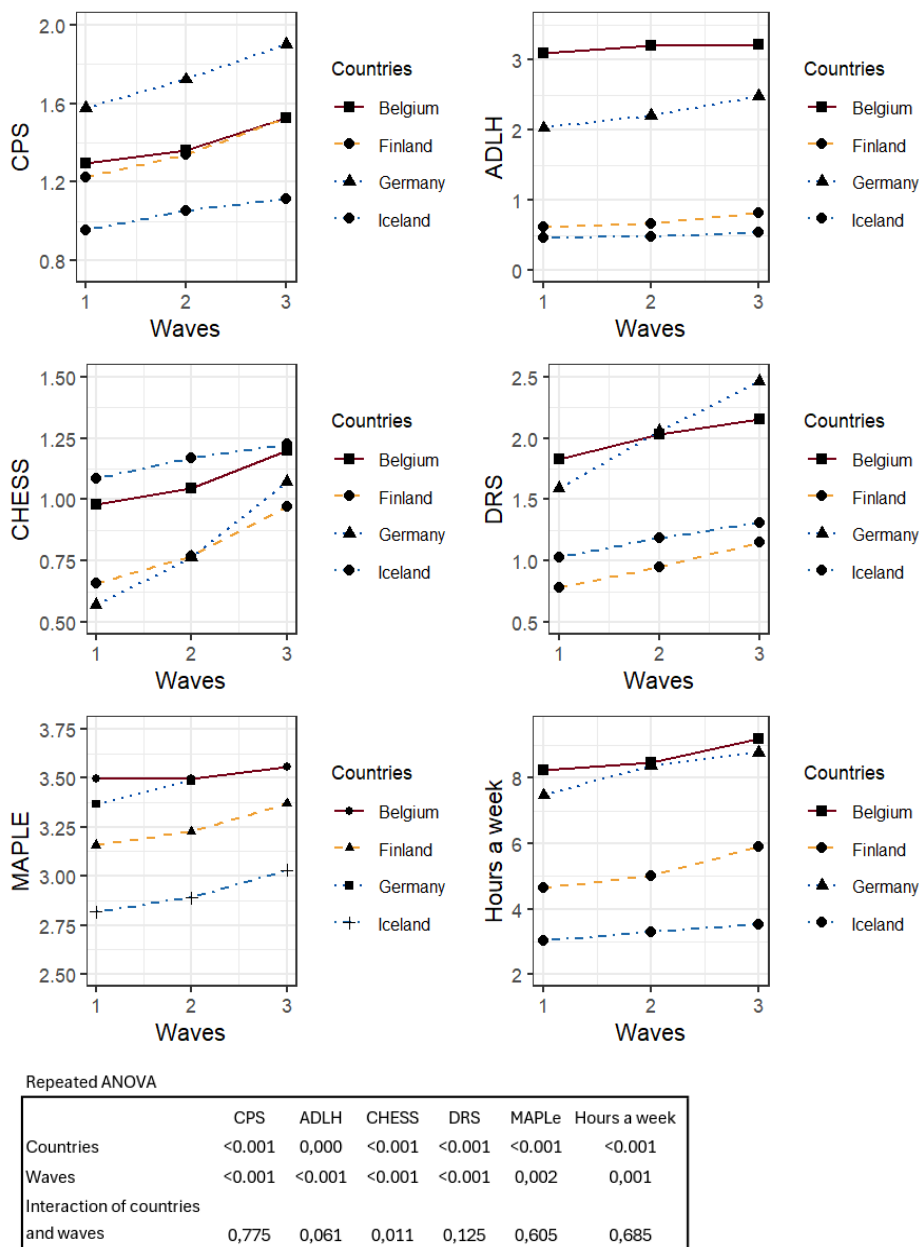 2.0
1.6
1.2
0.8
CPS
1 2 3
Waves
Countries
Belgium
Finland
Germany
Iceland
3
2
1
0
ADLH
1 2 3
Waves
Countries
Belgium
Finland
Germany
Iceland
1.50
1.25
1.00
0.75
0.50
CHESS
1 2 3
Waves
Countries
Belgium
Finland
Germany
Iceland
2.5
2.0
1.5
1.0
0.5
DRS
1 2 3
Waves
Countries
Belgium
Finland
Germany
Iceland
3.75
3.50
3.25
3.00
2.75
2.50
MAPLE
1 2 3
Waves
Countries
Belgium
Finland
Germany
Iceland
8
6
4
2
Hours a week
1 2 3
Waves
Countries
Belgium
Finland
Germany
Iceland
Repeated ANOVA
CPS ADLH CHESS DRS MAPLe Hours a week
Countries <0.001 0,000 <0.001 <0.001 <0.001 <0.001
Waves <0.001 <0.001 <0.001 <0.001 0,002 0,001
Interaction of countries
and waves 0,775 0,061 0,011 0,125 0,605 0,685